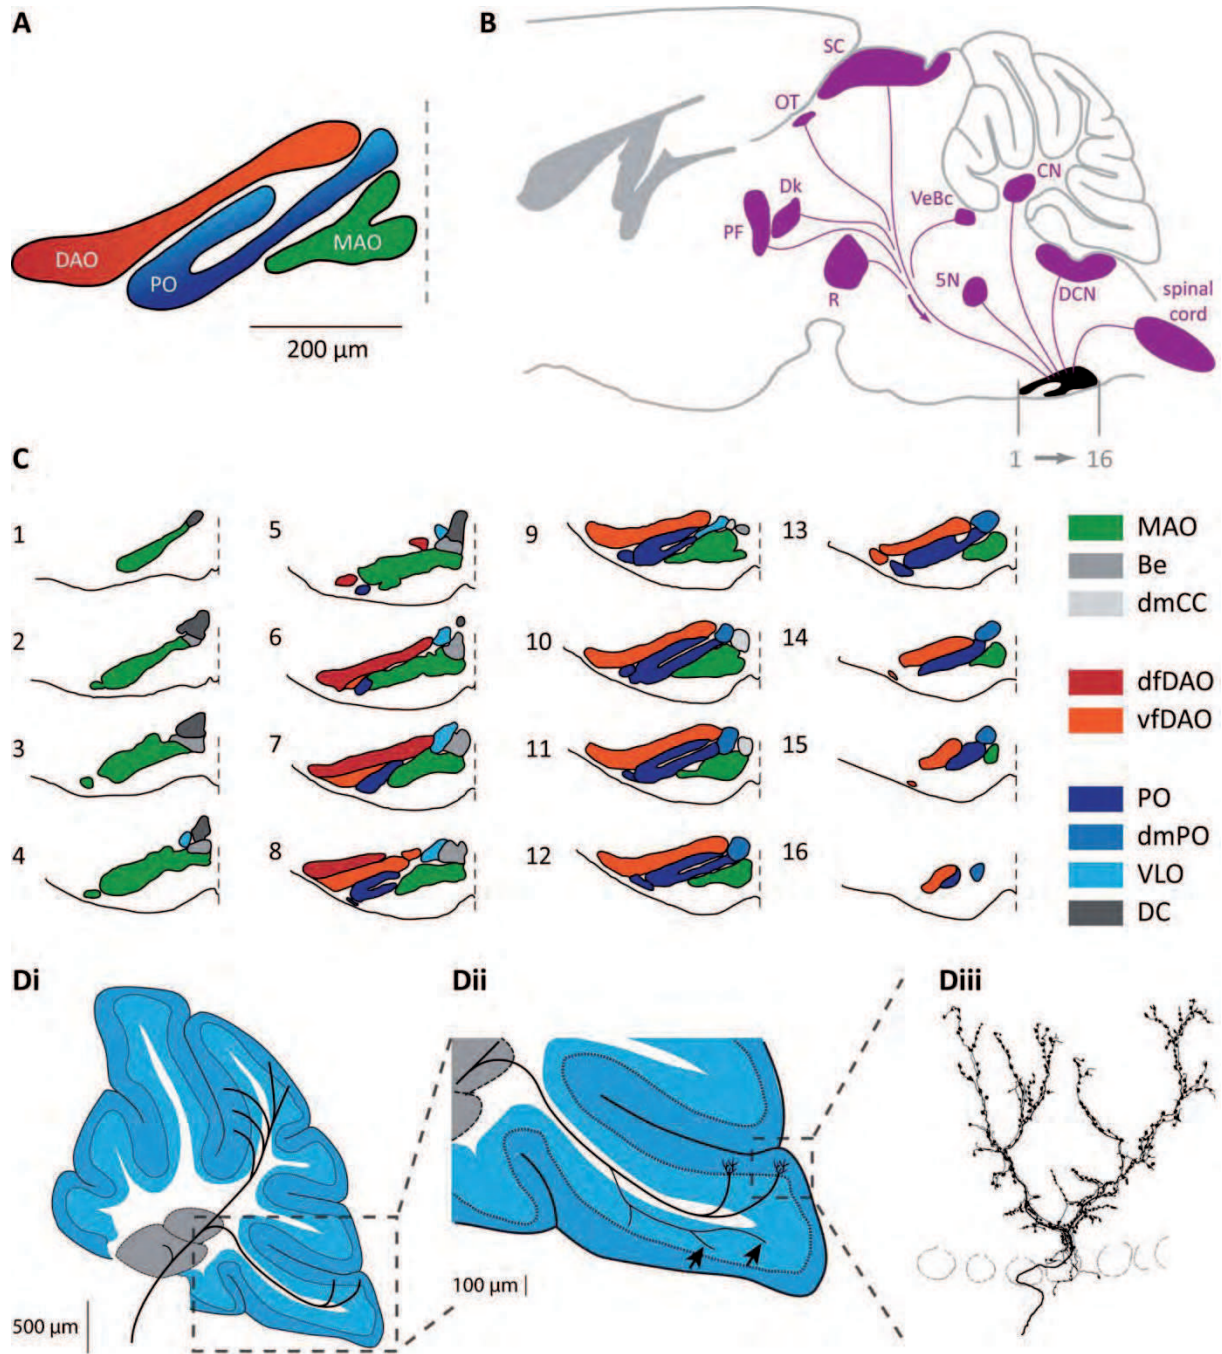 A
DAO
PO
MAO
200 µm
B
SC
OT
Dk
PF
R
VeBc
CN
5N
DCN
spinal
cord
1
16
C
1
2
3
4
5
6
7
8
9
10
11
12
13
14
15
16
MAO
Be
dmCC
dfDAO
vfDAO
PO
dmPO
VLO
DC
Di
500 µm
Dii
100 µm
Diii